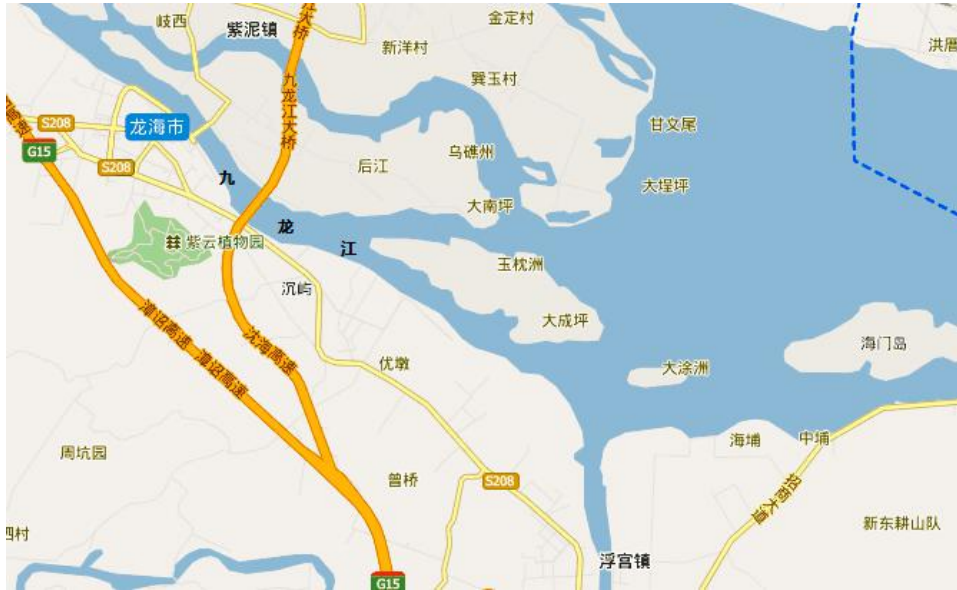 金定村
岐西
紫泥镇
江大桥
新洋村
洪厝
巽玉村
九龙江大桥
S208
龙海市
甘文尾
G15
乌礁州
后江
S208
九
大埕坪
大南坪
龙
紫云植物园
江
玉枕洲
沉屿
漳诏高速
漳诏高速
沈海高速
大成坪
海门岛
优墩
大涂洲
海埔
中埔
周坑园
曾桥
S208
招商大道
新东耕山队
泗村
浮宫镇
G15